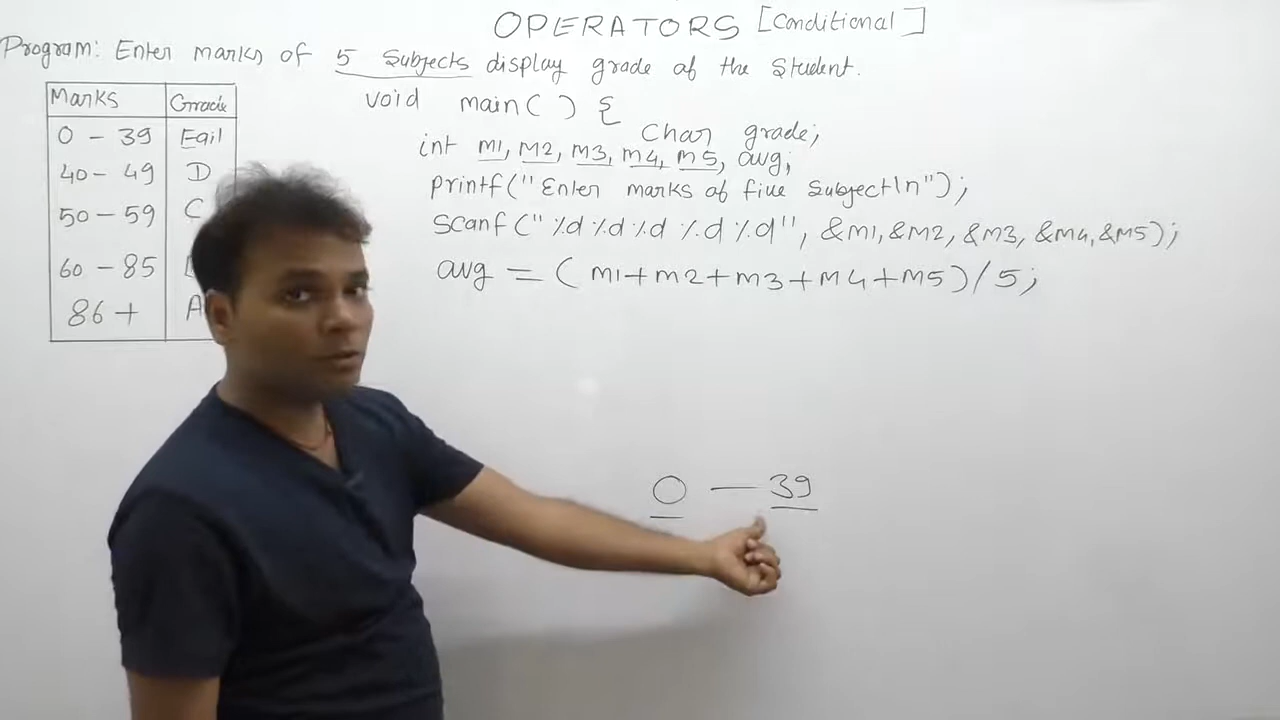 OPERATORS [Conditional]
Program: Enter marks of 5 Subjects display grade of the Student.
Marks Grade
0 - 39 Fail
40 - 49 D
50 - 59 C
60 - 85
86 + A
void main( ) {
Char grade;
int m1, m2, m3, m4, m5, avg;
printf("Enter marks of five Subject\n");
Scanf("%d %d %d %d %d", &m1, &m2, &m3, &m4, &m5);
avg = (m1+m2+m3+m4+m5)/5;
0 — 39